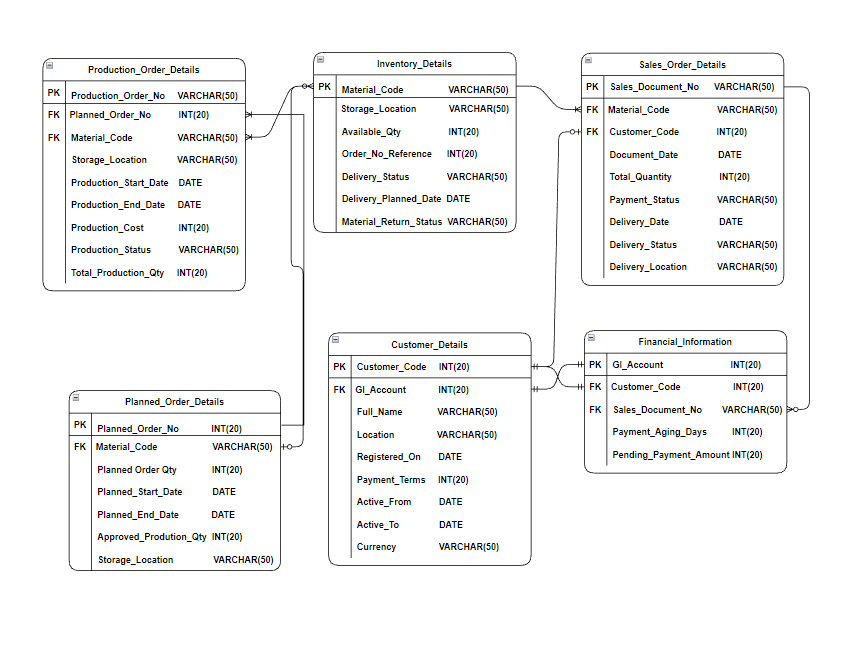 Production_Order_Details
PK Production_Order_No VARCHAR(50)
FK Planned_Order_No INT(20)
FK Material_Code VARCHAR(50)
Storage_Location VARCHAR(50)
Production_Start_Date DATE
Production_End_Date DATE
Production_Cost INT(20)
Production_Status VARCHAR(50)
Total_Production_Qty INT(20)
Inventory_Details
PK Material_Code VARCHAR(50)
Storage_Location VARCHAR(50)
Available_Qty INT(20)
Order_No_Reference INT(20)
Delivery_Status VARCHAR(50)
Delivery_Planned_Date DATE
Material_Return_Status VARCHAR(50)
Sales_Order_Details
PK Sales_Document_No VARCHAR(50)
FK Material_Code VARCHAR(50)
FK Customer_Code INT(20)
Document_Date DATE
Total_Quantity INT(20)
Payment_Status VARCHAR(50)
Delivery_Date DATE
Delivery_Status VARCHAR(50)
Delivery_Location VARCHAR(50)
Planned_Order_Details
PK Planned_Order_No INT(20)
FK Material_Code VARCHAR(50)
Planned Order Qty INT(20)
Planned_Start_Date DATE
Planned_End_Date DATE
Approved_Prodution_Qty INT(20)
Storage_Location VARCHAR(50)
Customer_Details
PK Customer_Code INT(20)
FK GI_Account INT(20)
Full_Name VARCHAR(50)
Location VARCHAR(50)
Registered_On DATE
Payment_Terms INT(20)
Active_From DATE
Active_To DATE
Currency VARCHAR(50)
Financial_Information
PK GI_Account INT(20)
FK Customer_Code INT(20)
FK Sales_Document_No VARCHAR(50)
Payment_Aging_Days INT(20)
Pending_Payment_Amount INT(20)